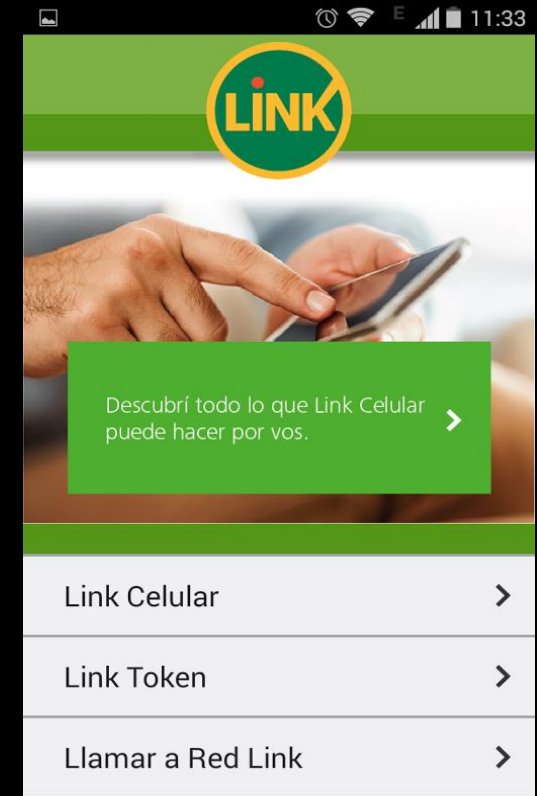 E 11:33
LINK
Descubrí todo lo que Link Celular
puede hacer por vos.
Link Celular
Link Token
Llamar a Red Link